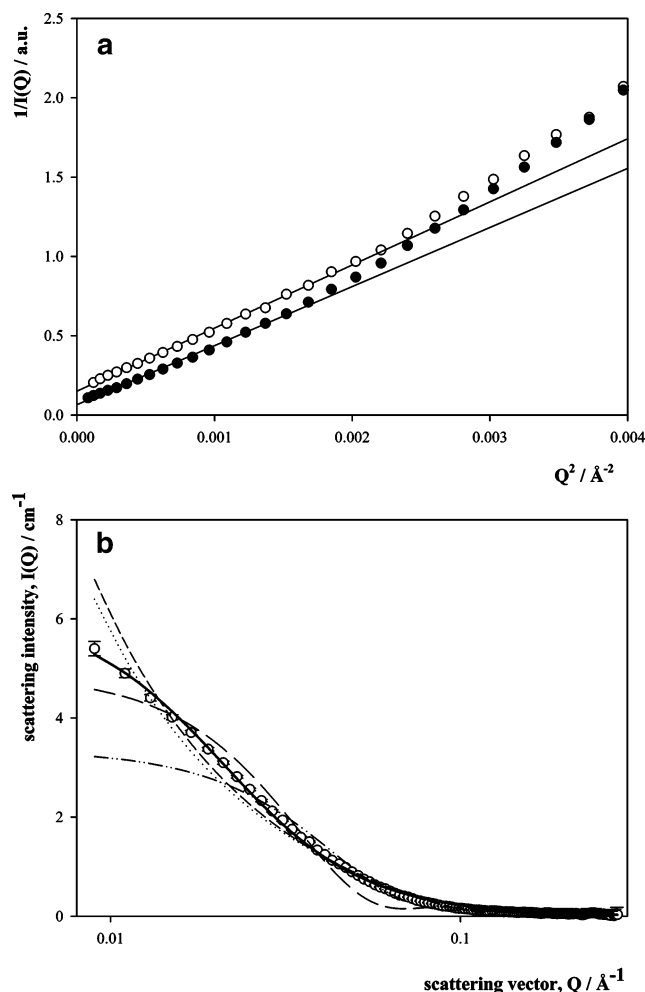 a
1/I(Q) / a.u.
2.5
2.0
1.5
1.0
0.5
0.0
0.000 0.001 0.002 0.003 0.004
Q² / Å⁻²
b
scattering intensity, I(Q) / cm⁻¹
8
6
4
2
0
0.01 0.1
scattering vector, Q / Å⁻¹